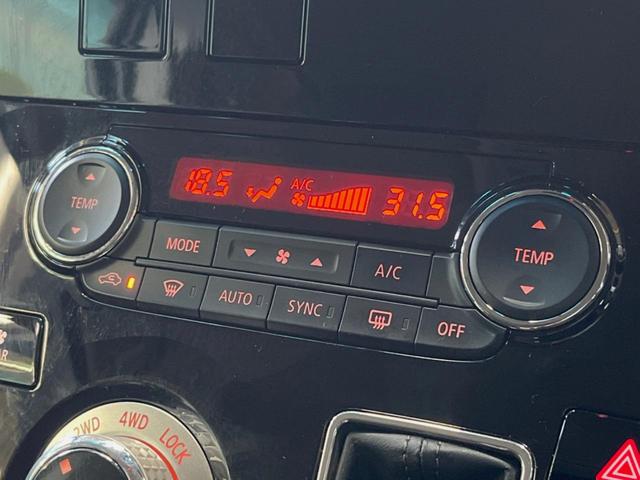 18.5 A/C 31.5
TEMP
TEMP
MODE
A/C
AUTO
SYNC
OFF
R
2WD 4WD LOCK